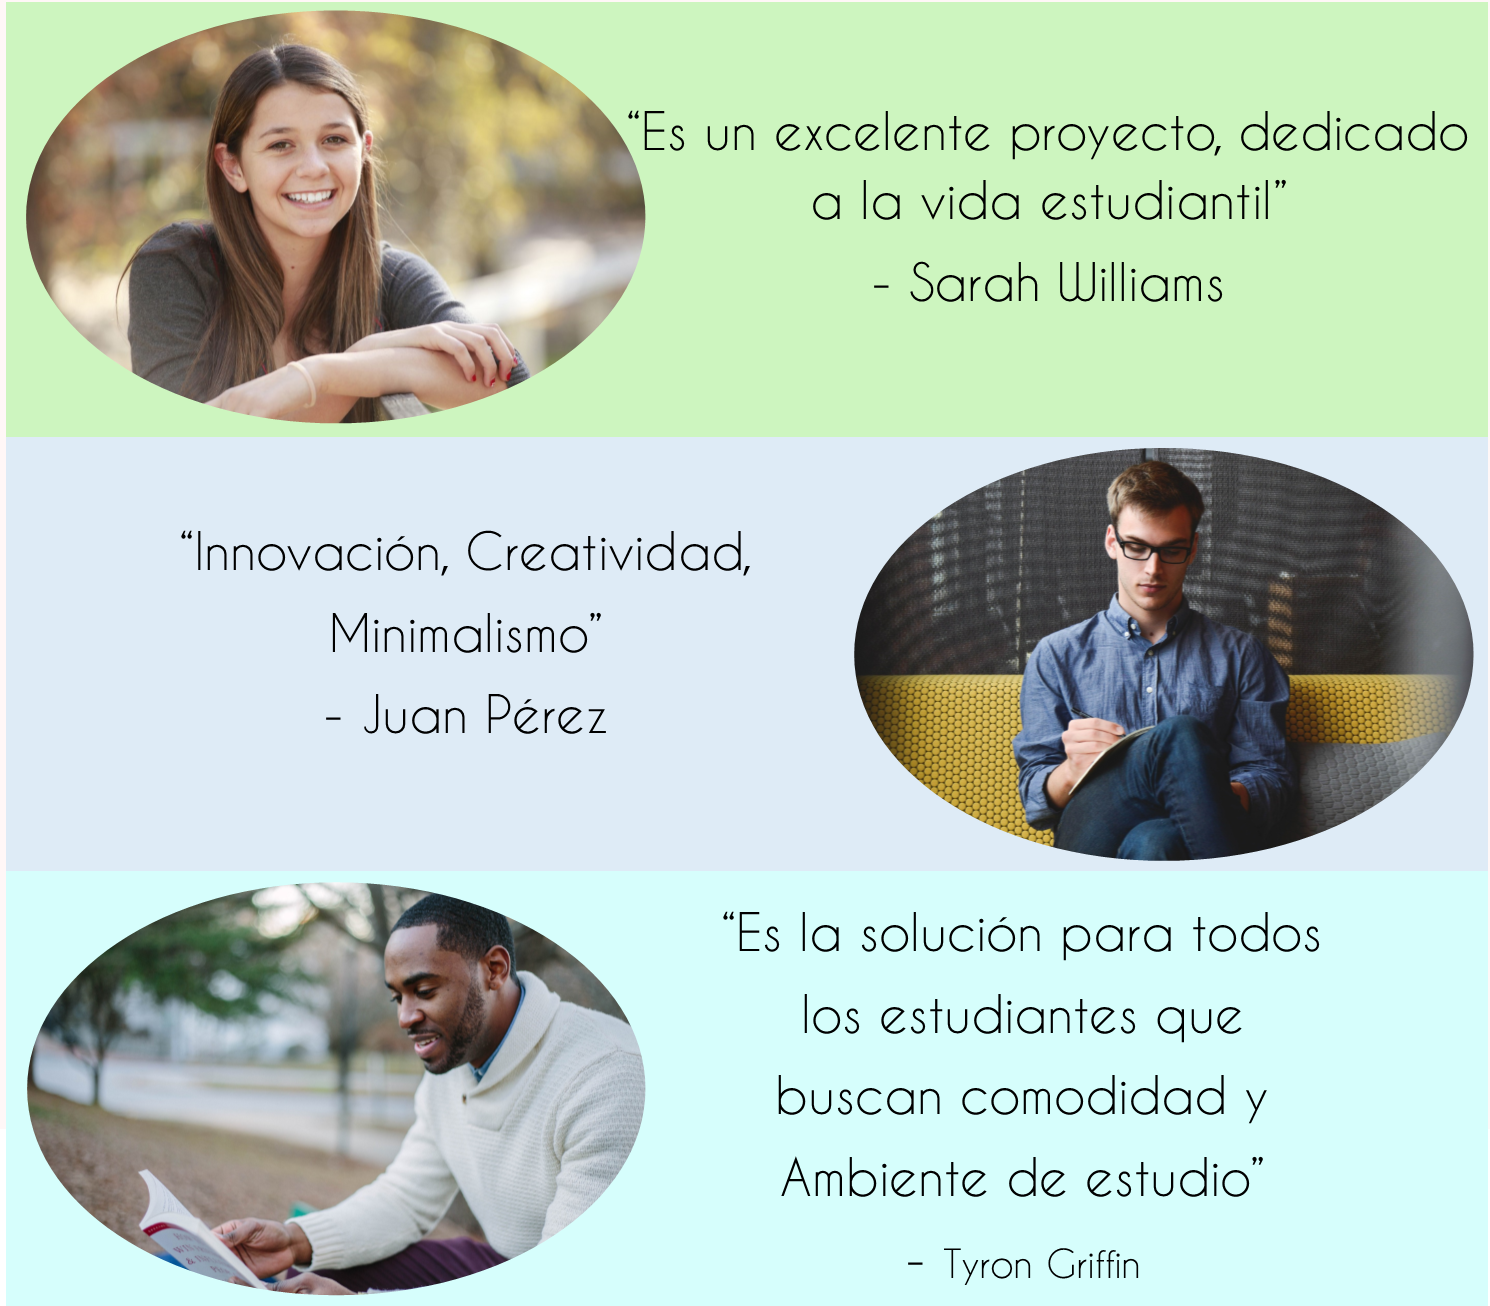 “Es un excelente proyecto, dedicado
a la vida estudiantil”
- Sarah Williams
“Innovación, Creatividad,
Minimalismo”
- Juan Pérez
“Es la solución para todos
los estudiantes que
buscan comodidad y
Ambiente de estudio”
- Tyron Griffin